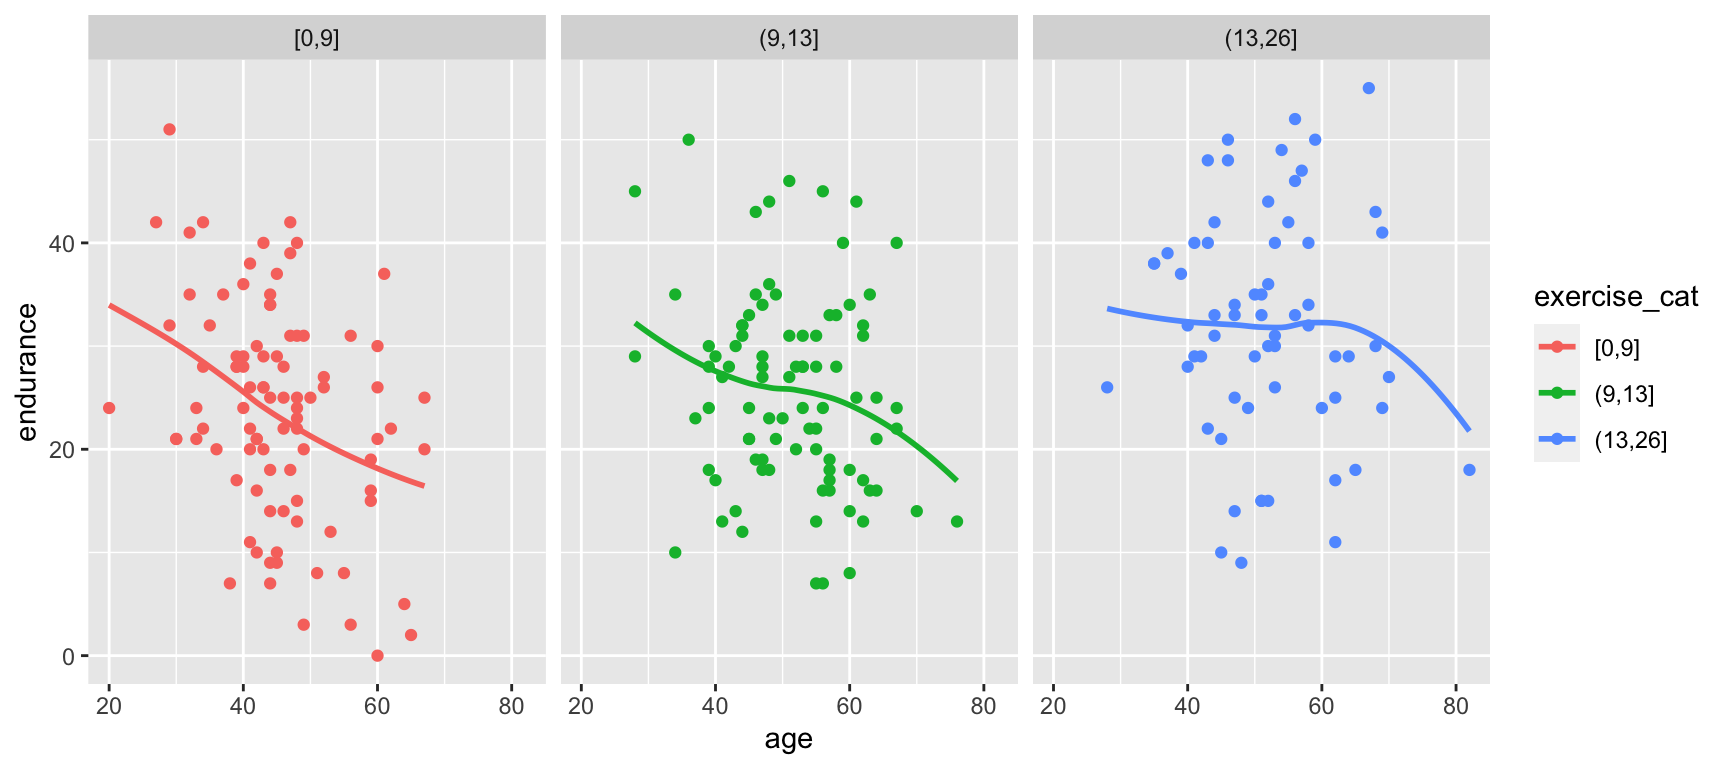 [0,9] (9,13] (13,26]
endurance
40
20
0
20 40 60 80 20 40 60 80 20 40 60 80
age
exercise_cat
[0,9]
(9,13]
(13,26]